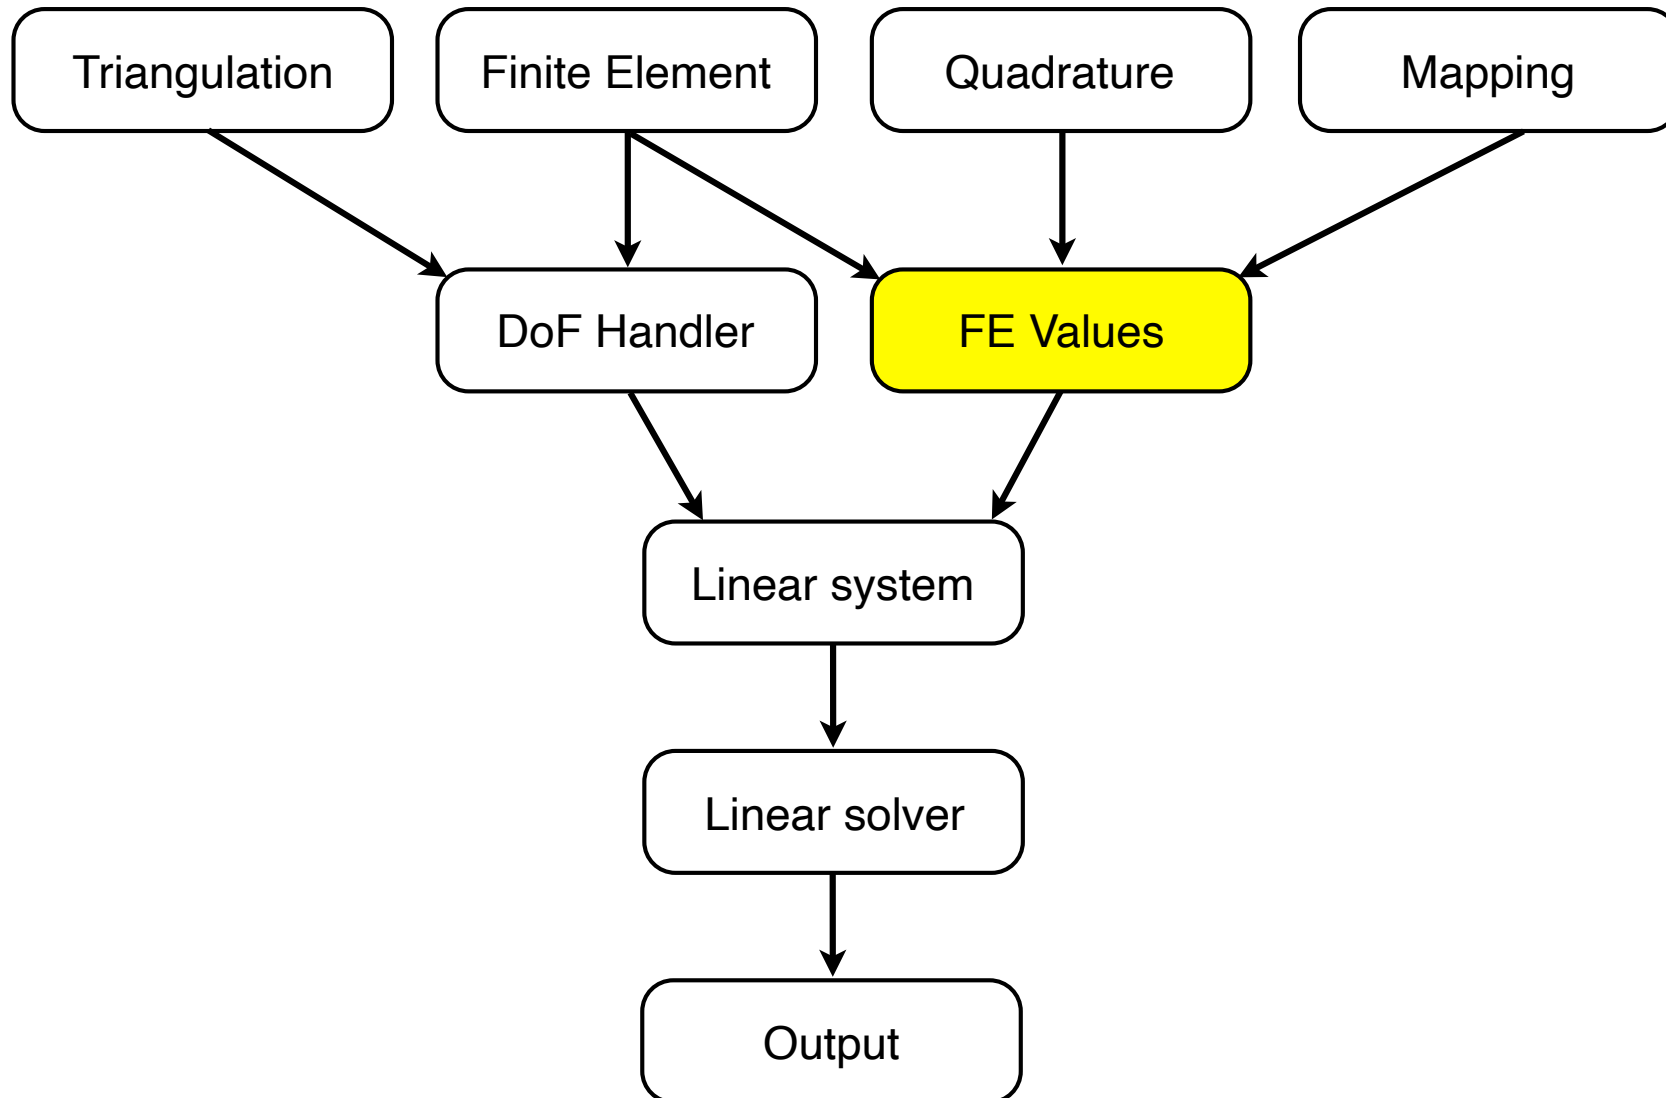 Triangulation
Finite Element
Quadrature
Mapping
DoF Handler
FE Values
Linear system
Linear solver
Output